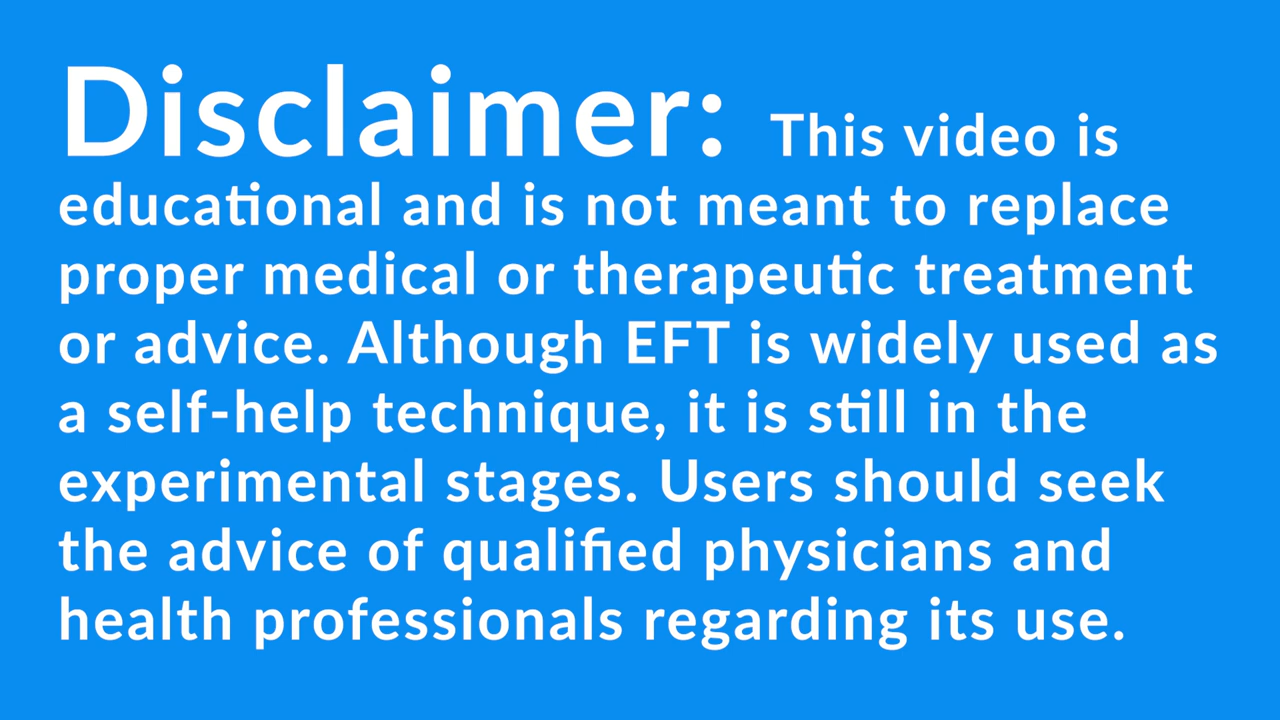 Disclaimer: This video is
educational and is not meant to replace
proper medical or therapeutic treatment
or advice. Although EFT is widely used as
a self-help technique, it is still in the
experimental stages. Users should seek
the advice of qualified physicians and
health professionals regarding its use.